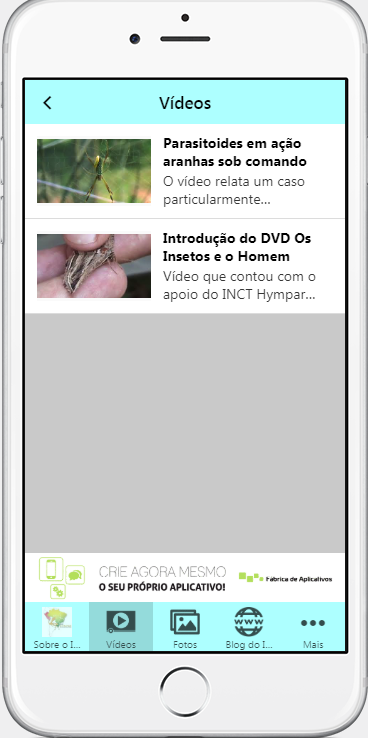 Vídeos
Parasitoides em ação
aranhas sob comando
O vídeo relata um caso
particularmente...
Introdução do DVD Os
Insetos e o Homem
Vídeo que contou com o
apoio do INCT Hympar...
CRIE AGORA MESMO
O SEU PRÓPRIO APLICATIVO!
Fábrica de Aplicativos
WWW
Sobre o I...
Vídeos
Fotos
Blog do I...
Mais